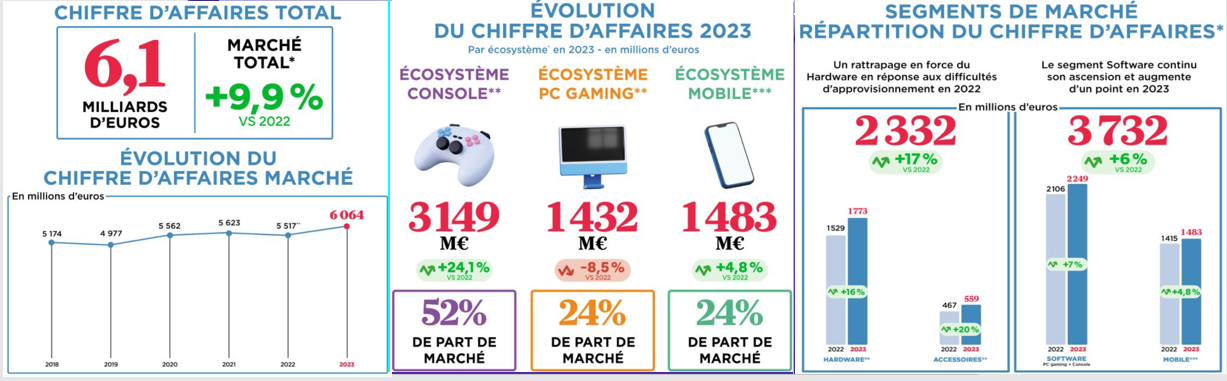 CHIFFRE D'AFFAIRES TOTAL
6,1
MILLIARDS
D'EUROS
MARCHÉ
TOTAL*
+9,9 %
VS 2022
ÉVOLUTION DU
CHIFFRE D'AFFAIRES MARCHÉ
En millions d'euros
5 174
4 977
5 562
5 623
5 517**
6 064
2018
2019
2020
2021
2022
2023
ÉVOLUTION
DU CHIFFRE D'AFFAIRES 2023
Par écosystème* en 2023 - en millions d'euros
ÉCOSYSTÈME
CONSOLE**
3149
M€
+24,1 %
VS 2022
52%
DE PART DE
MARCHÉ
ÉCOSYSTÈME
PC GAMING**
1432
M€
-8,5 %
VS 2022
24%
DE PART DE
MARCHÉ
ÉCOSYSTÈME
MOBILE***
1483
M€
+4,8 %
VS 2022
24%
DE PART DE
MARCHÉ
SEGMENTS DE MARCHÉ
RÉPARTITION DU CHIFFRE D'AFFAIRES*
Un rattrapage en force du
Hardware en réponse aux difficultés
d'approvisionnement en 2022
Le segment Software continu
son ascension et augmente
d'un point en 2023
En millions d'euros
2 332
+17 %
VS 2022
1529
1773
+16%
2022 2023
HARDWARE**
467
559
+20 %
2022 2023
ACCESSOIRES**
3 732
+6 %
VS 2022
2106
2249
+7%
2022 2023
SOFTWARE
PC gaming + Console
1415
1483
+4,8%
2022 2023
MOBILE***